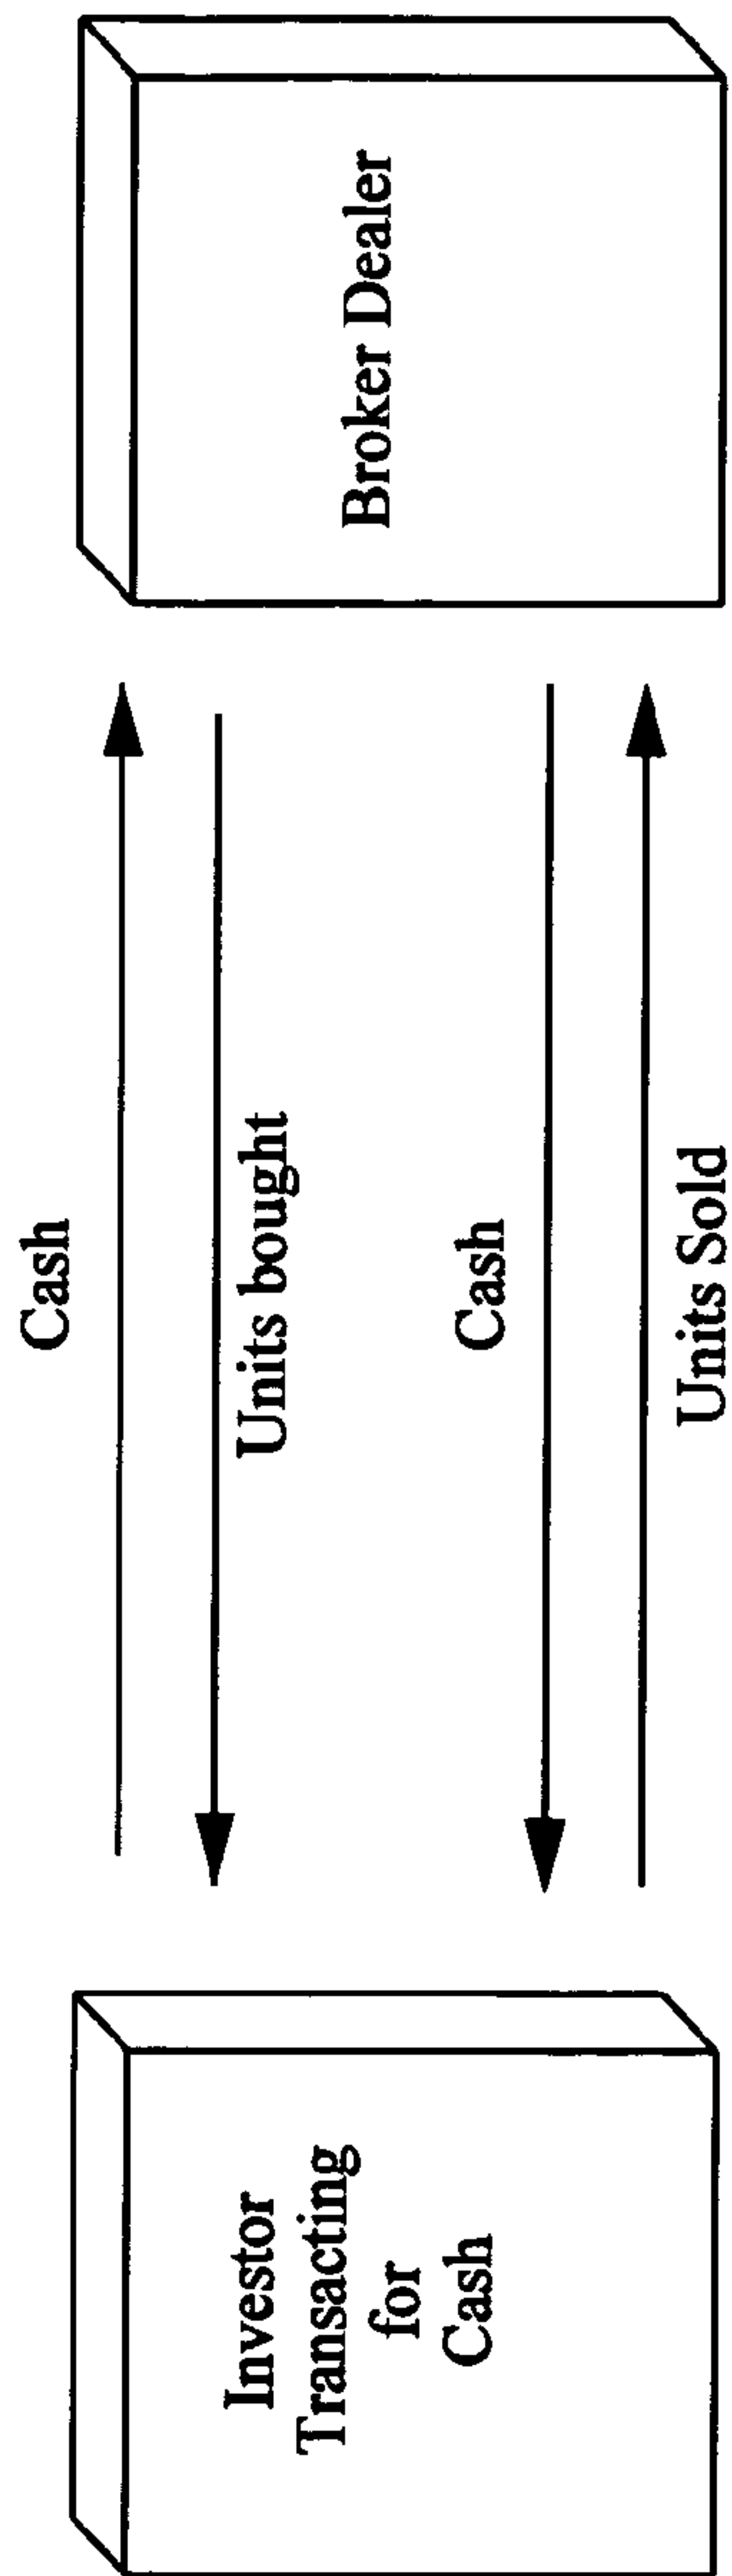 Investor
Transacting
for
Cash
Cash
Units bought
Cash
Units Sold
Broker Dealer